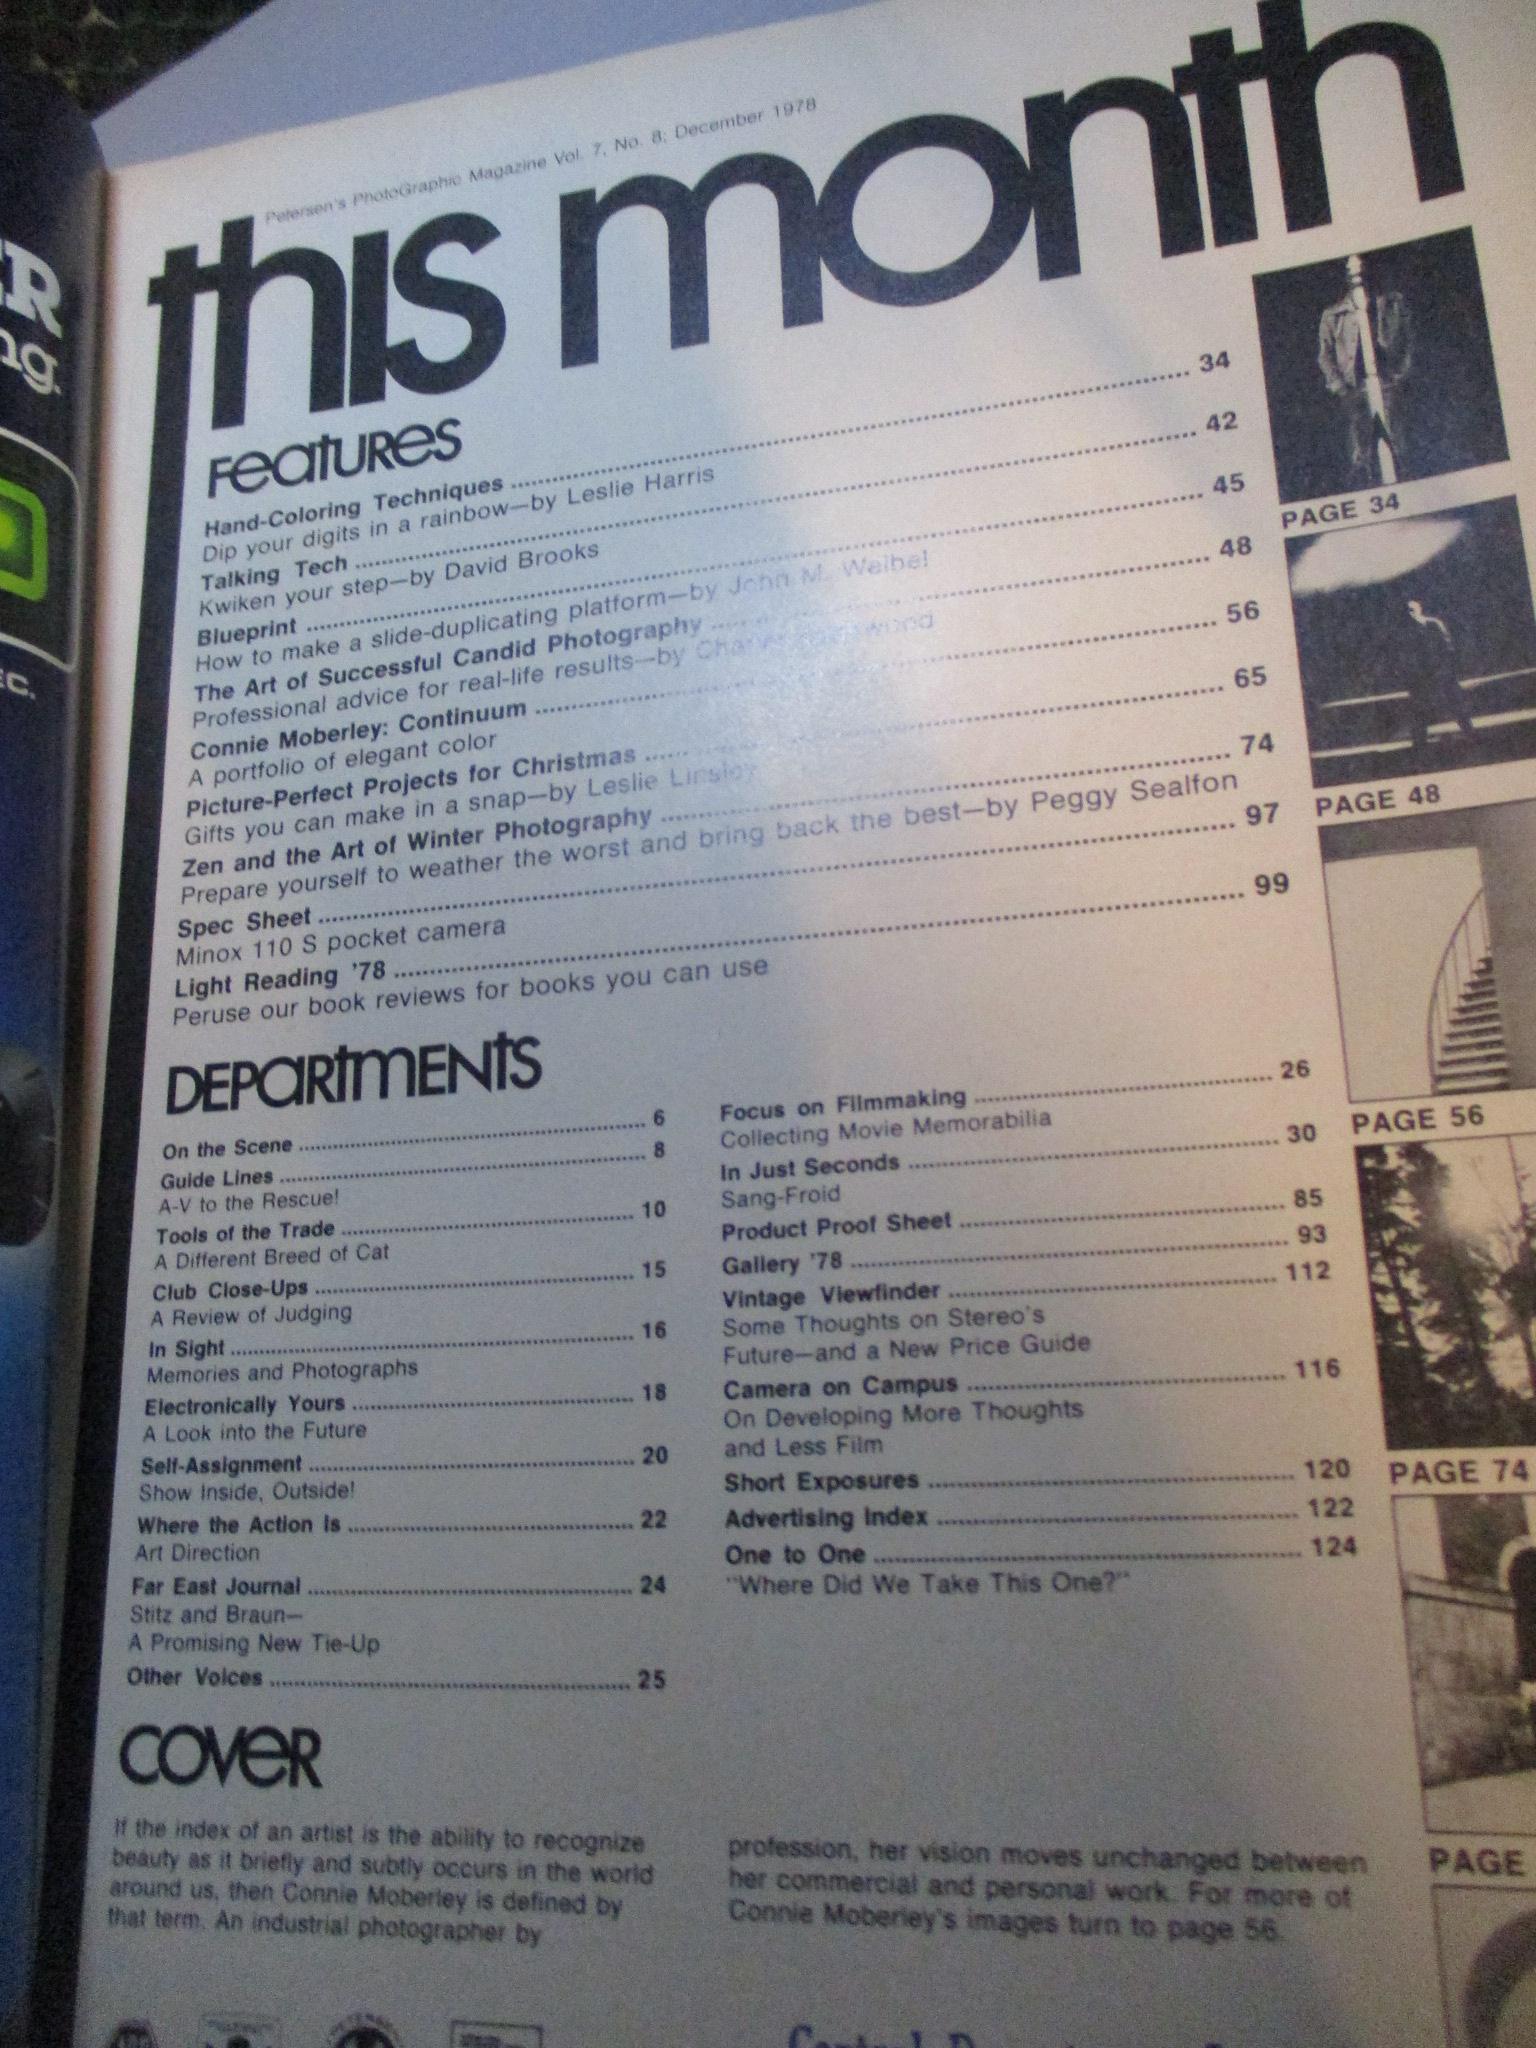 ER
ng.
EC.
Petersen's PhotoGraphic Magazine Vol. 7, No. 8; December 1978
this month
Features
Hand-Coloring Techniques 34
Dip your digits in a rainbow—by Leslie Harris
Talking Tech 42
Kwiken your step—by David Brooks
Blueprint 45
How to make a slide-duplicating platform—by John M. Weibel
The Art of Successful Candid Photography 48
Professional advice for real-life results—by
Connie Moberley: Continuum 56
A portfolio of elegant color
Picture-Perfect Projects for Christmas 65
Gifts you can make in a snap—by Leslie Linsley
Zen and the Art of Winter Photography 74
Prepare yourself to weather the worst and bring back the best—by Peggy Sealfon
Spec Sheet 97
Minox 110 S pocket camera
Light Reading '78 99
Peruse our book reviews for books you can use
Departments
On the Scene 6
Guide Lines 8
A-V to the Rescue!
Tools of the Trade 10
A Different Breed of Cat
Club Close-Ups 15
A Review of Judging
In Sight 16
Memories and Photographs
Electronically Yours 18
A Look into the Future
Self-Assignment 20
Show Inside, Outside!
Where the Action Is 22
Art Direction
Far East Journal 24
Stitz and Braun—
A Promising New Tie-Up
Other Voices 25
Focus on Filmmaking 26
Collecting Movie Memorabilia
In Just Seconds 30
Sang-Froid
Product Proof Sheet 85
Gallery '78 93
Vintage Viewfinder 112
Some Thoughts on Stereo's
Future—and a New Price Guide
Camera on Campus 116
On Developing More Thoughts
and Less Film
Short Exposures 120
Advertising Index 122
One to One 124
"Where Did We Take This One?"
Cover
If the index of an artist is the ability to recognize
beauty as it briefly and subtly occurs in the world
around us, then Connie Moberley is defined by
that term. An industrial photographer by
profession, her vision moves unchanged between
her commercial and personal work. For more of
Connie Moberley's images turn to page 56.
PAGE 34
PAGE 48
PAGE 56
PAGE 74
PAGE